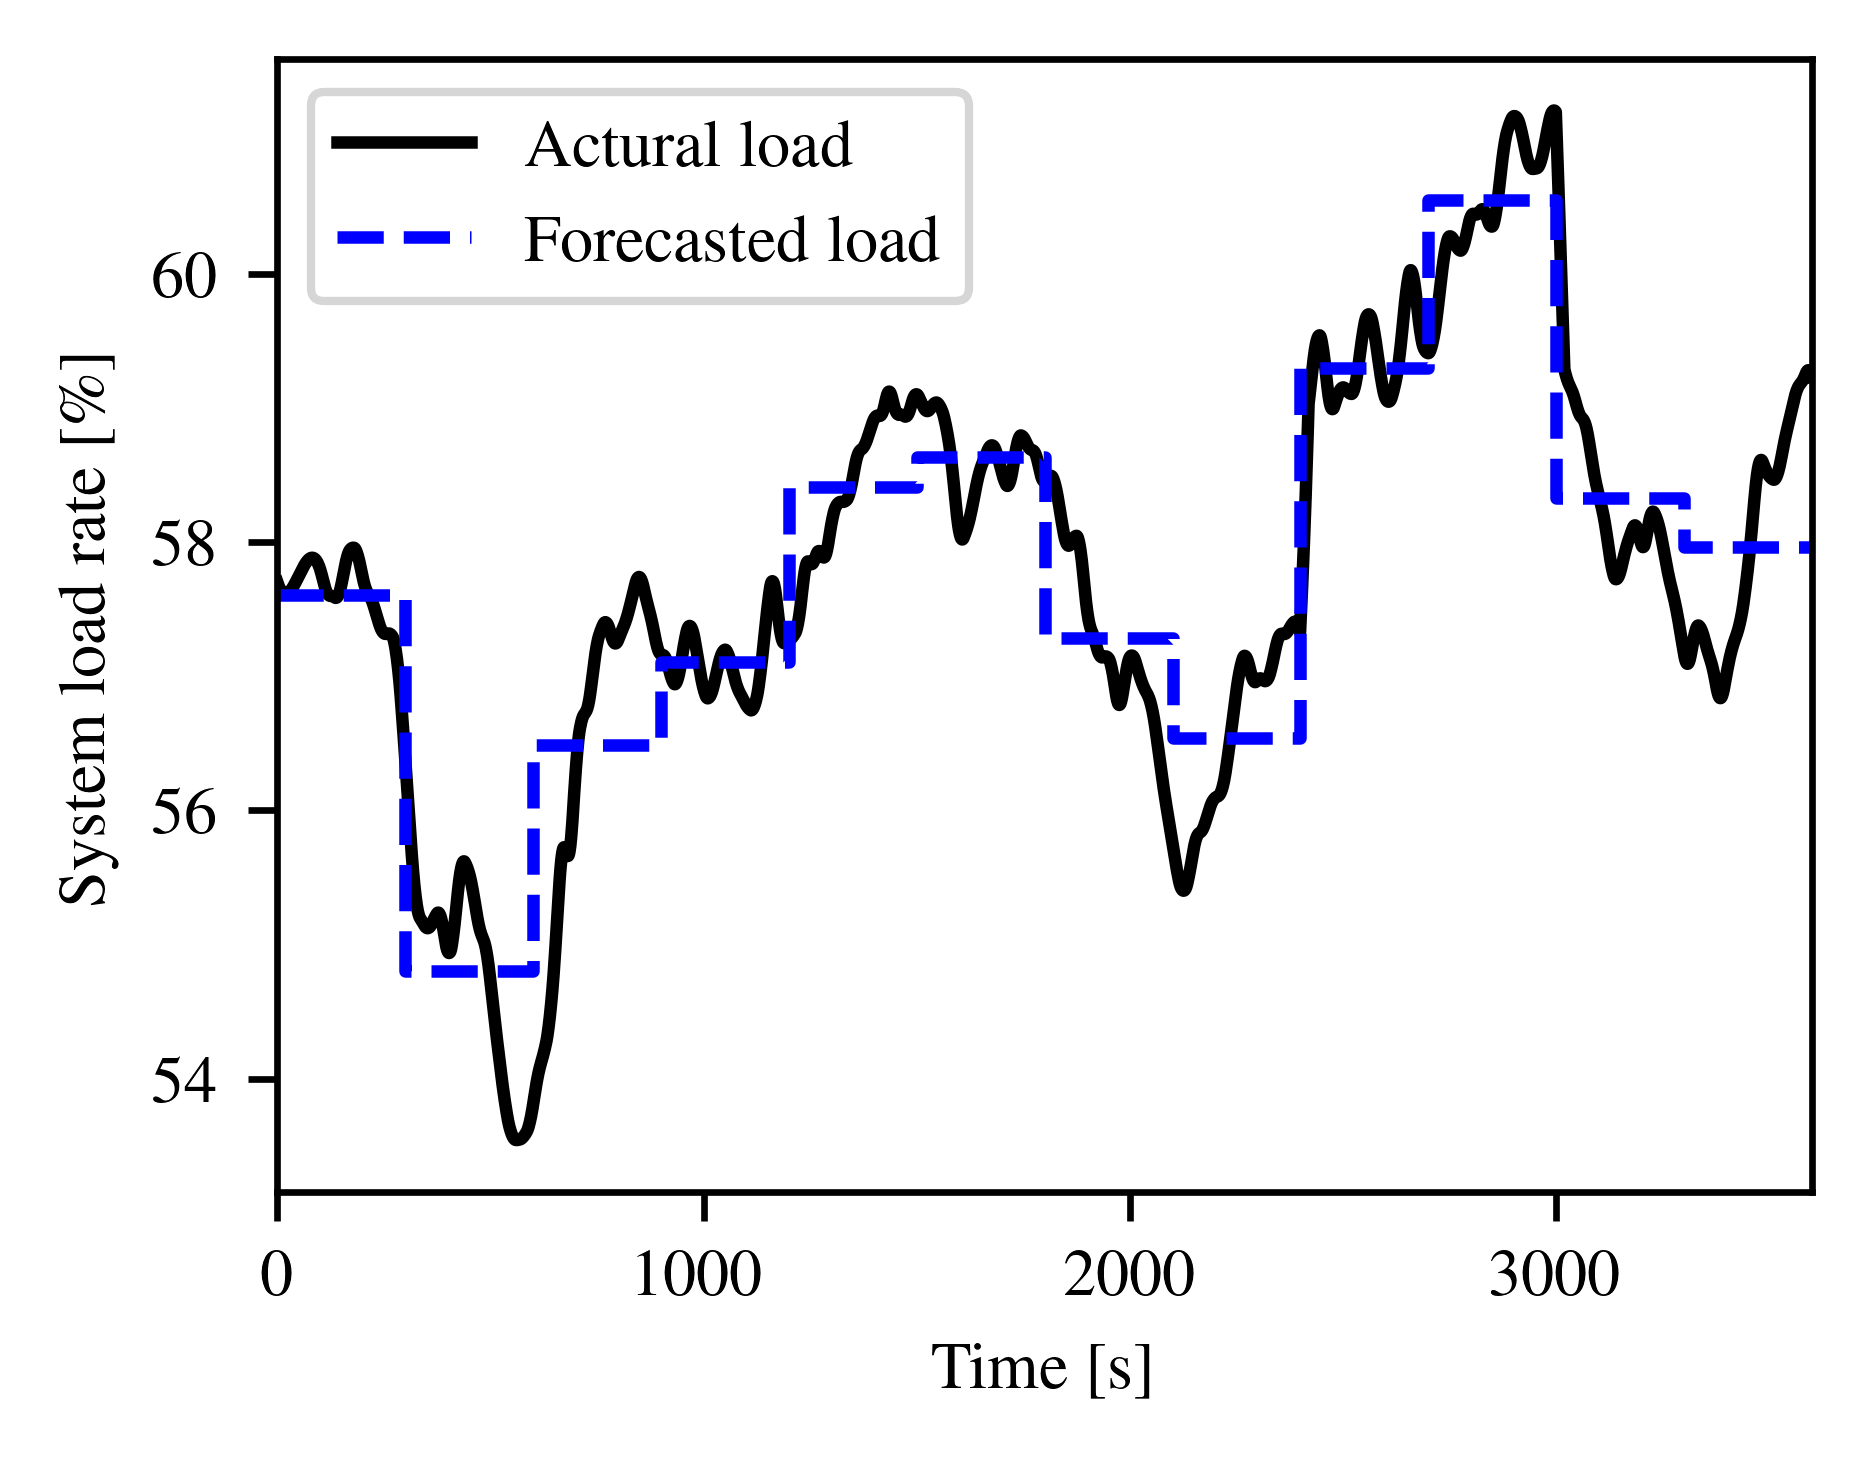 Actural load
Forecasted load
System load rate [%]
60
58
56
54
0 1000 2000 3000
Time [s]